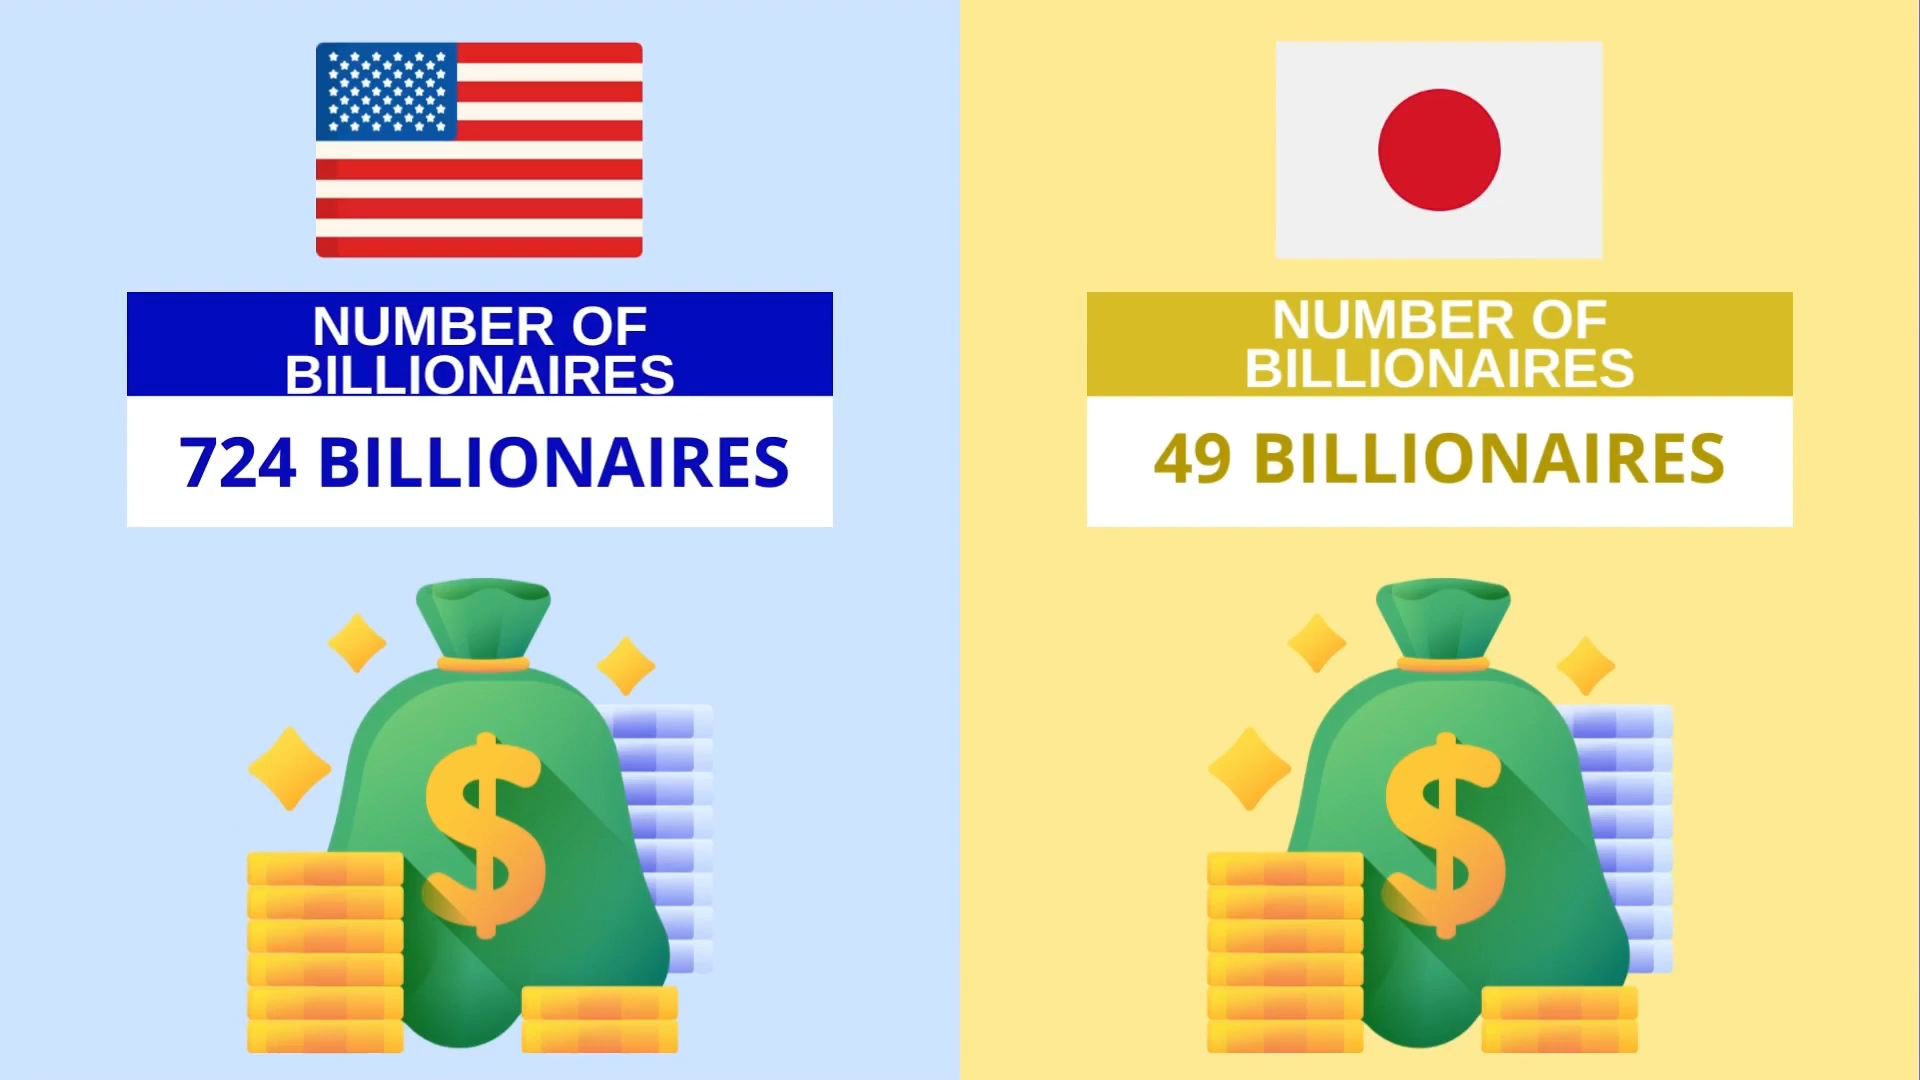 NUMBER OF
BILLIONAIRES
724 BILLIONAIRES
$
NUMBER OF
BILLIONAIRES
49 BILLIONAIRES
$